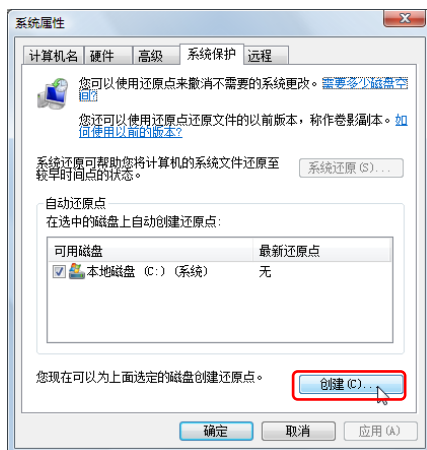 系统属性
计算机名 硬件 高级 系统保护 远程
您可以使用还原点来撤消不需要的系统更改。需要多少磁盘空
间?
您还可以使用还原点还原文件的以前版本，称作卷影副本。如
何使用以前的版本?
系统还原可帮助您将计算机的系统文件还原至
较早时间点的状态。
系统还原(S)...
自动还原点
在选中的磁盘上自动创建还原点:
可用磁盘 最新还原点
本地磁盘 (C:) (系统) 无
您现在可以为上面选定的磁盘创建还原点。
创建(C)...
确定 取消 应用(A)